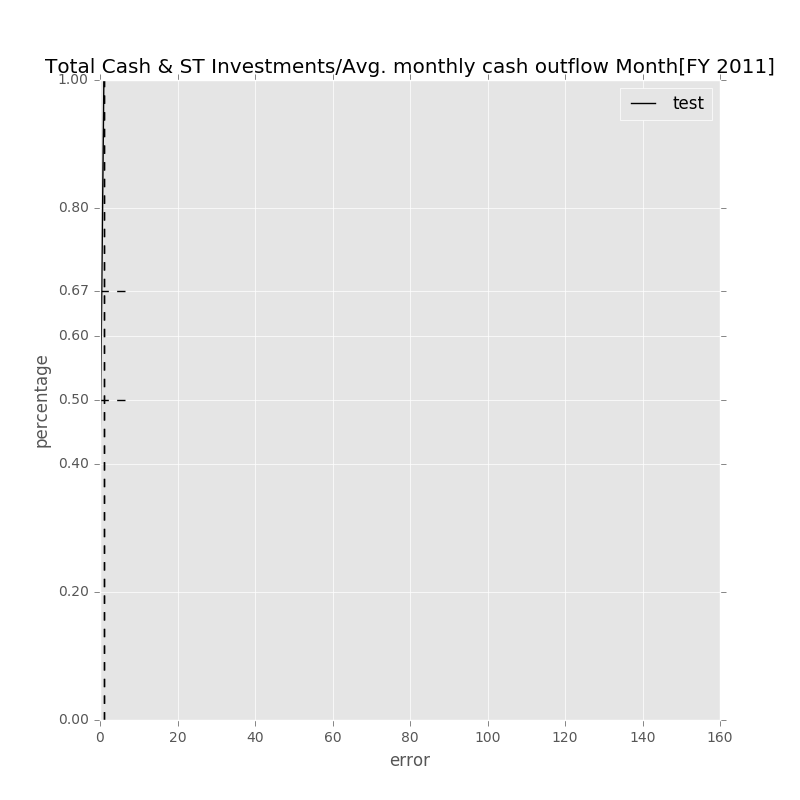 Total Cash & ST Investments/Avg. monthly cash outflow Month[FY 2011]
test
1.00
0.80
0.67
0.60
0.50
0.40
0.20
0.00
percentage
0 20 40 60 80 100 120 140 160
error